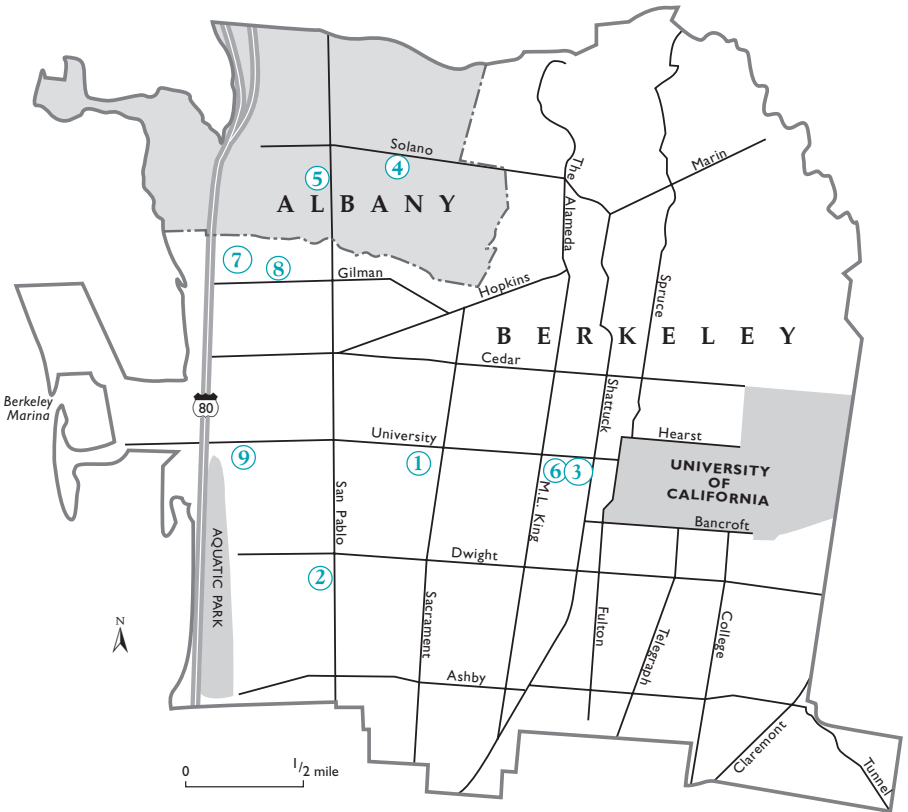 Solano
4
Marin
The Alameda
5
A L B A N Y
7
8
Gilman
Hopkins
Spruce
B E R K E L E Y
Cedar
Berkeley
Marina
80
Shattuck
University
Hearst
9
1
6
3
UNIVERSITY
OF
CALIFORNIA
San Pablo
M.L. King
Bancroft
AQUATIC PARK
Dwight
2
N
Sacrament
Fulton
Telegraph
College
Ashby
Claremont
Tunnel
0
1/2 mile